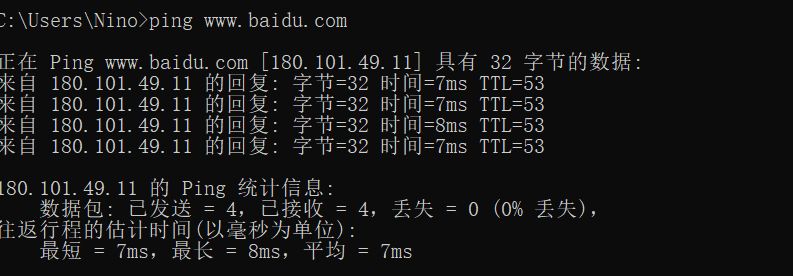 C:\Users\Nino>ping www.baidu.com
正在 Ping www.baidu.com [180.101.49.11] 具有 32 字节的数据:
来自 180.101.49.11 的回复: 字节=32 时间=7ms TTL=53
来自 180.101.49.11 的回复: 字节=32 时间=7ms TTL=53
来自 180.101.49.11 的回复: 字节=32 时间=8ms TTL=53
来自 180.101.49.11 的回复: 字节=32 时间=7ms TTL=53
180.101.49.11 的 Ping 统计信息:
数据包: 已发送 = 4，已接收 = 4，丢失 = 0 (0% 丢失)，
往返行程的估计时间(以毫秒为单位):
最短 = 7ms，最长 = 8ms，平均 = 7ms